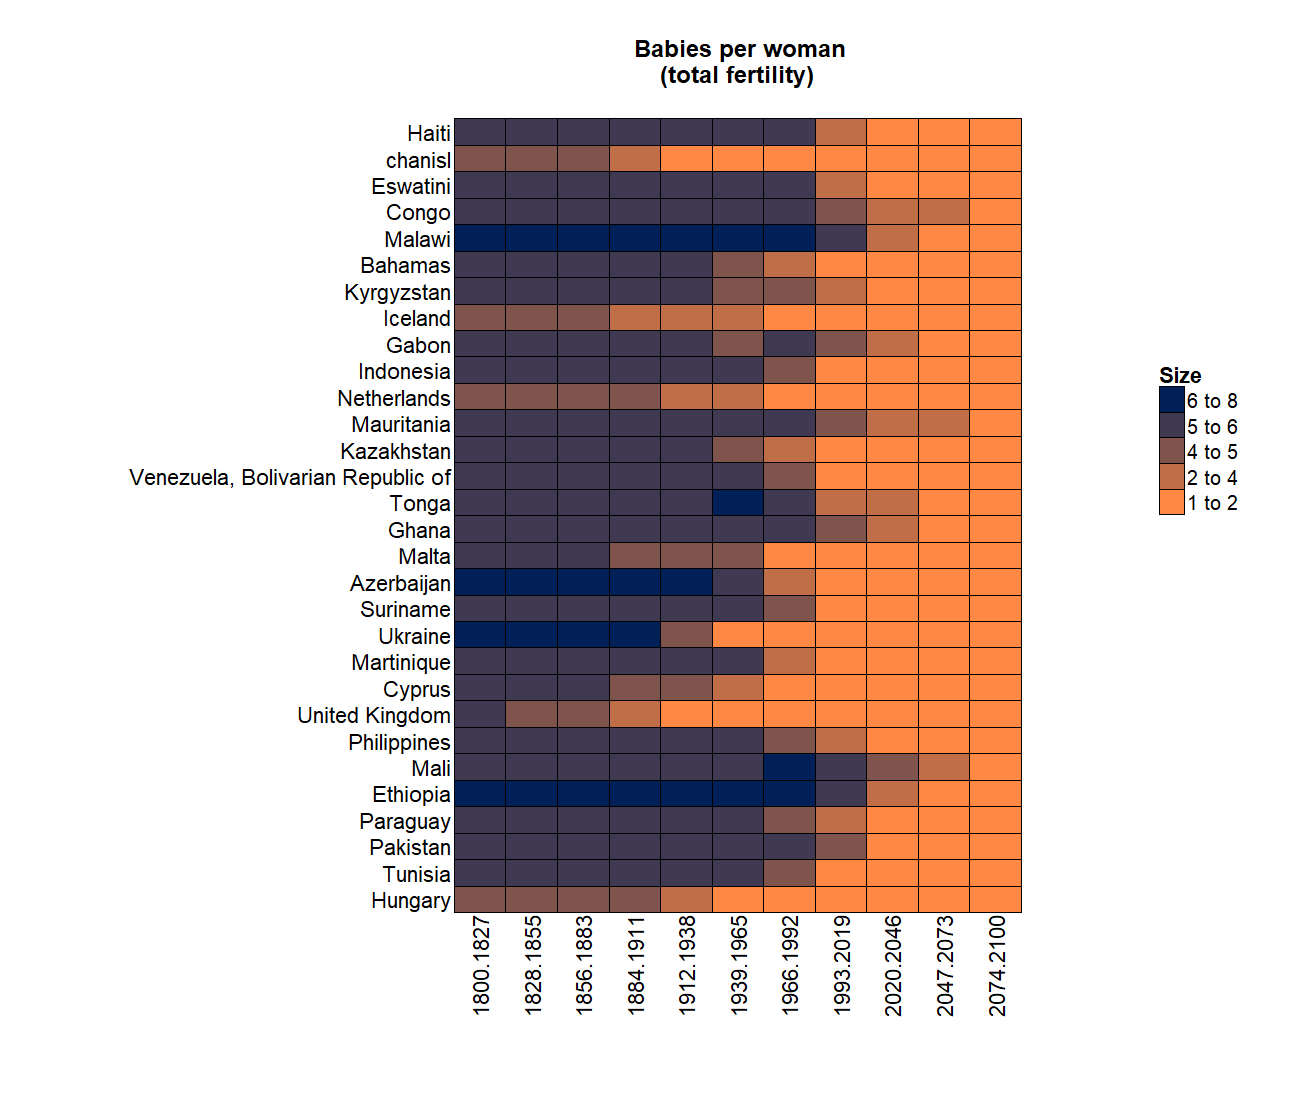 Babies per woman
(total fertility)
Haiti
chanisl
Eswatini
Congo
Malawi
Bahamas
Kyrgyzstan
Iceland
Gabon
Indonesia
Netherlands
Mauritania
Kazakhstan
Venezuela, Bolivarian Republic of
Tonga
Ghana
Malta
Azerbaijan
Suriname
Ukraine
Martinique
Cyprus
United Kingdom
Philippines
Mali
Ethiopia
Paraguay
Pakistan
Tunisia
Hungary
1800.1827
1828.1855
1856.1883
1884.1911
1912.1938
1939.1965
1966.1992
1993.2019
2020.2046
2047.2073
2074.2100
Size
6 to 8
5 to 6
4 to 5
2 to 4
1 to 2